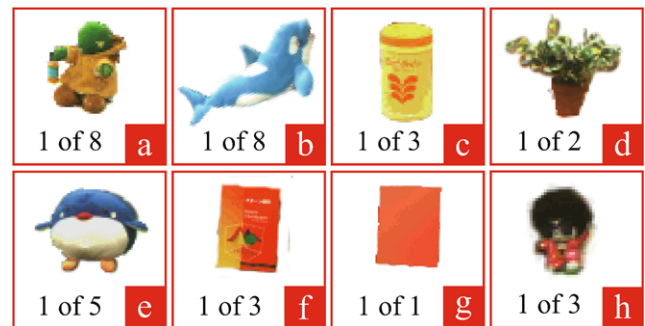 1 of 8 a
1 of 8 b
1 of 3 c
1 of 2 d
1 of 5 e
1 of 3 f
1 of 1 g
1 of 3 h